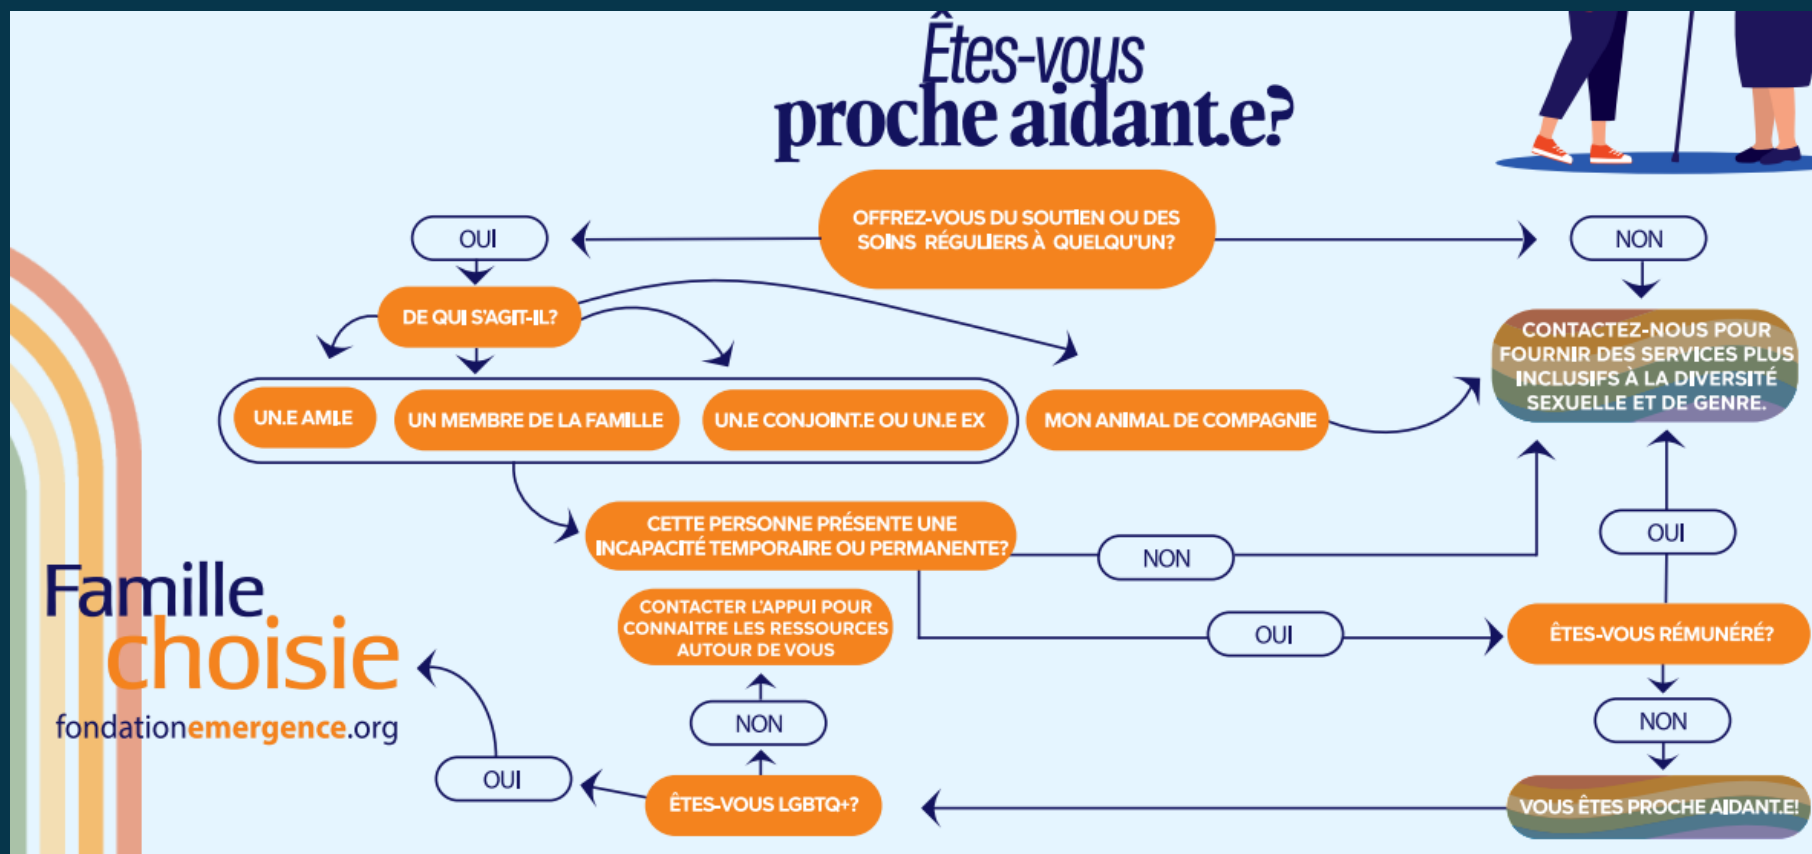 Êtes-vous
proche aidant.e?
OFFREZ-VOUS DU SOUTIEN OU DES
SOINS RÉGULIERS À QUELQU'UN?
OUI
NON
DE QUI S'AGIT-IL?
CONTACTEZ-NOUS POUR
FOURNIR DES SERVICES PLUS
INCLUSIFS À LA DIVERSITÉ
SEXUELLE ET DE GENRE.
UN.E AMI.E
UN MEMBRE DE LA FAMILLE
UN.E CONJOINT.E OU UN.E EX
MON ANIMAL DE COMPAGNIE
CETTE PERSONNE PRÉSENTE UNE
INCAPACITÉ TEMPORAIRE OU PERMANENTE?
NON
OUI
OUI
ÊTES-VOUS RÉMUNÉRÉ?
CONTACTER L'APPUI POUR
CONNAITRE LES RESSOURCES
AUTOUR DE VOUS
Famille
choisie
fondationemergence.org
NON
NON
OUI
ÊTES-VOUS LGBTQ+?
VOUS ÊTES PROCHE AIDANT.E!